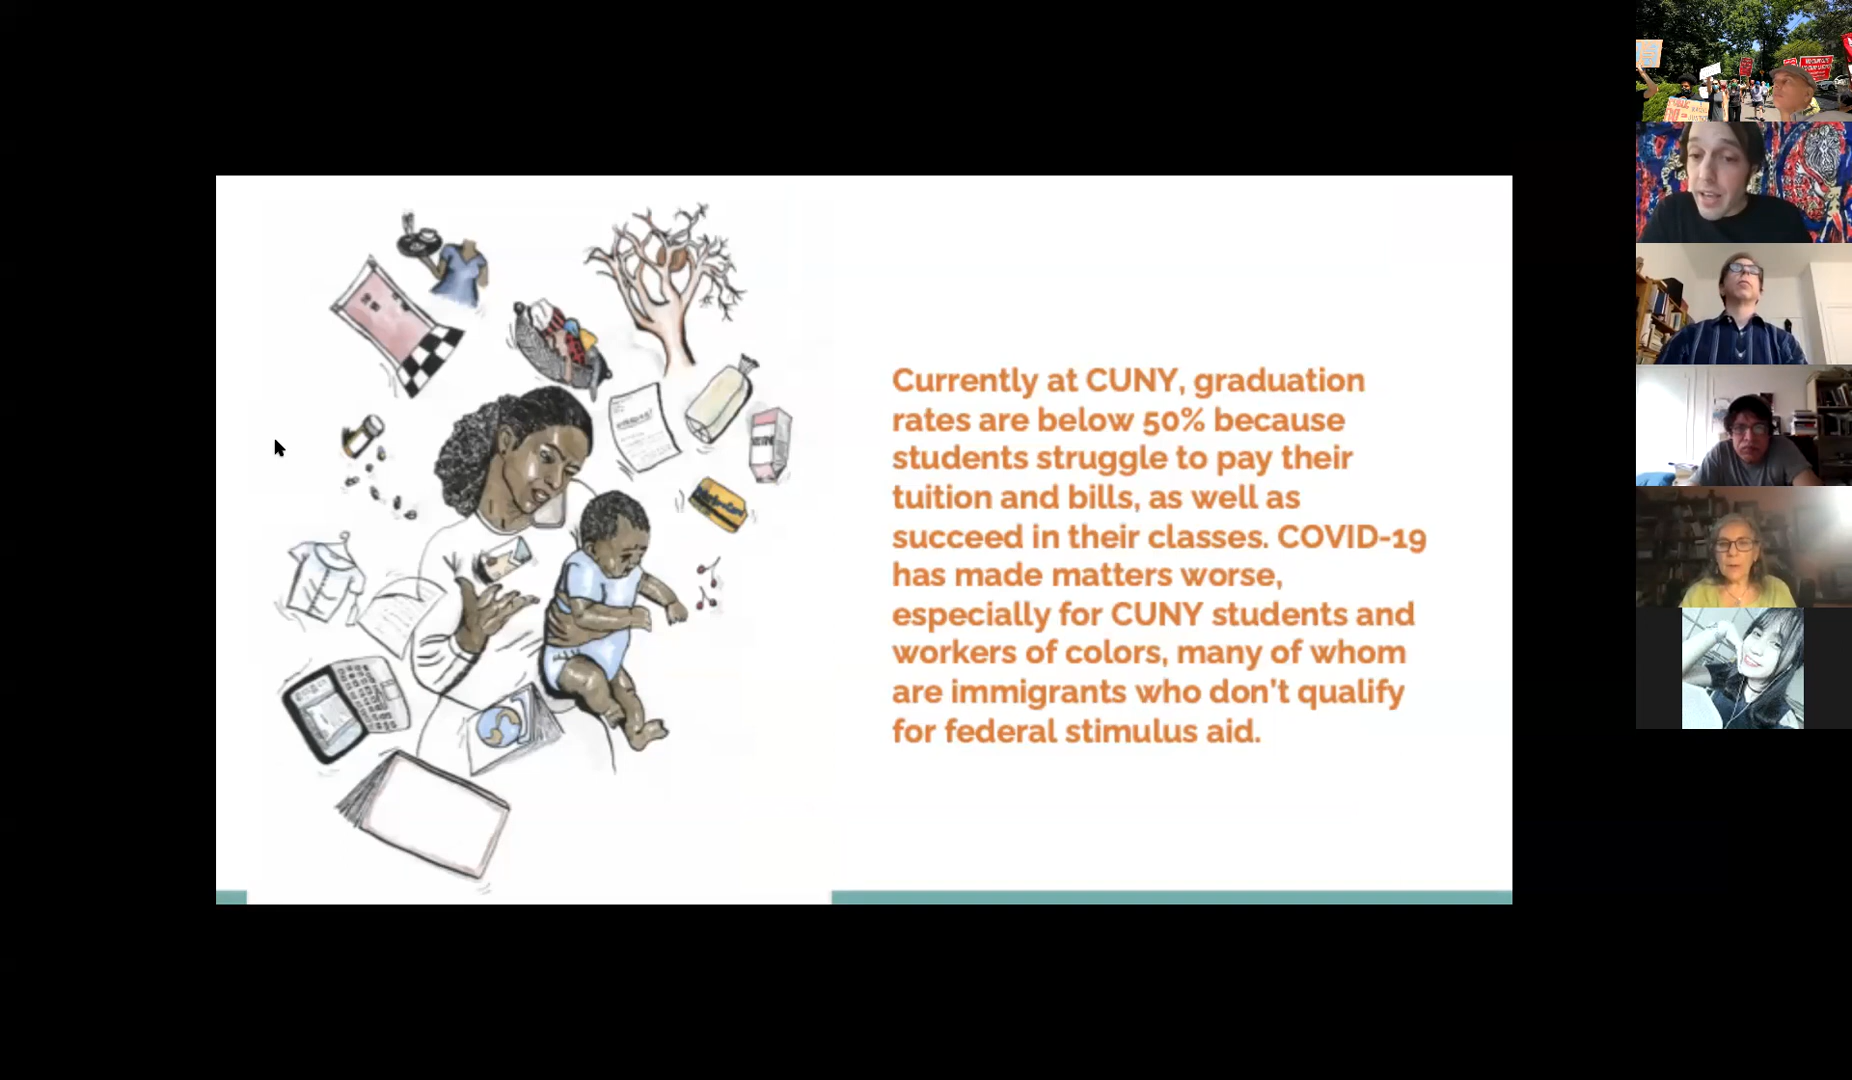 Currently at CUNY, graduation
rates are below 50% because
students struggle to pay their
tuition and bills, as well as
succeed in their classes. COVID-19
has made matters worse,
especially for CUNY students and
workers of colors, many of whom
are immigrants who don't qualify
for federal stimulus aid.